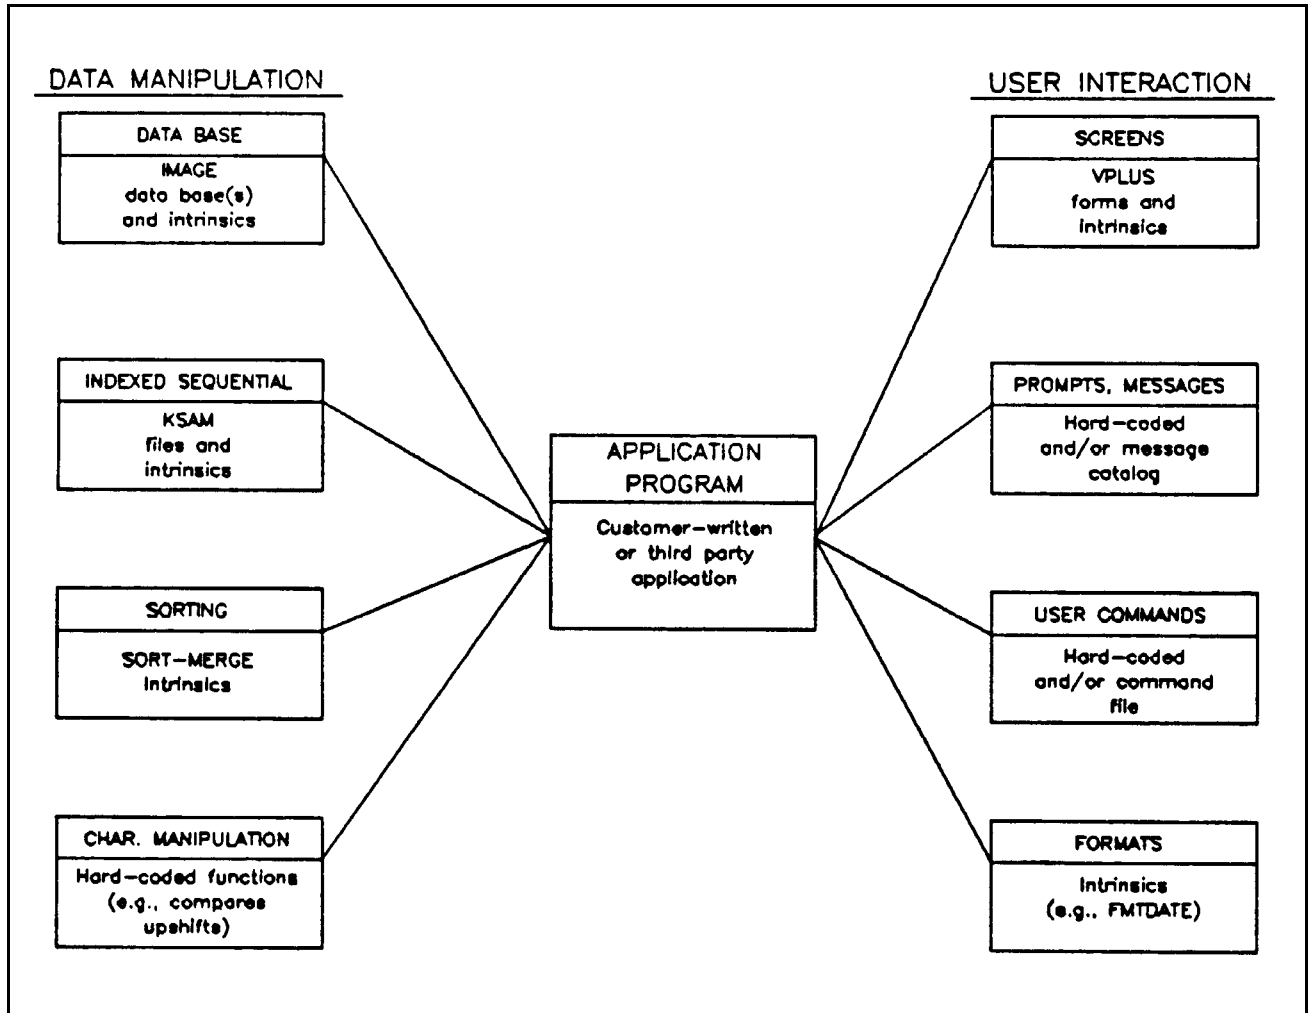 DATA MANIPULATION
DATA BASE
IMAGE
data base(s)
and intrinsics
INDEXED SEQUENTIAL
KSAM
files and
intrinsics
SORTING
SORT-MERGE
Intrinsics
CHAR. MANIPULATION
Hard-coded functions
(e.g., compares
upshifts)
APPLICATION
PROGRAM
Customer-written
or third party
application
USER INTERACTION
SCREENS
VPLUS
forms and
intrinsics
PROMPTS, MESSAGES
Hard-coded
and/or message
catalog
USER COMMANDS
Hard-coded
and/or command
file
FORMATS
Intrinsics
(e.g., FMTDATE)